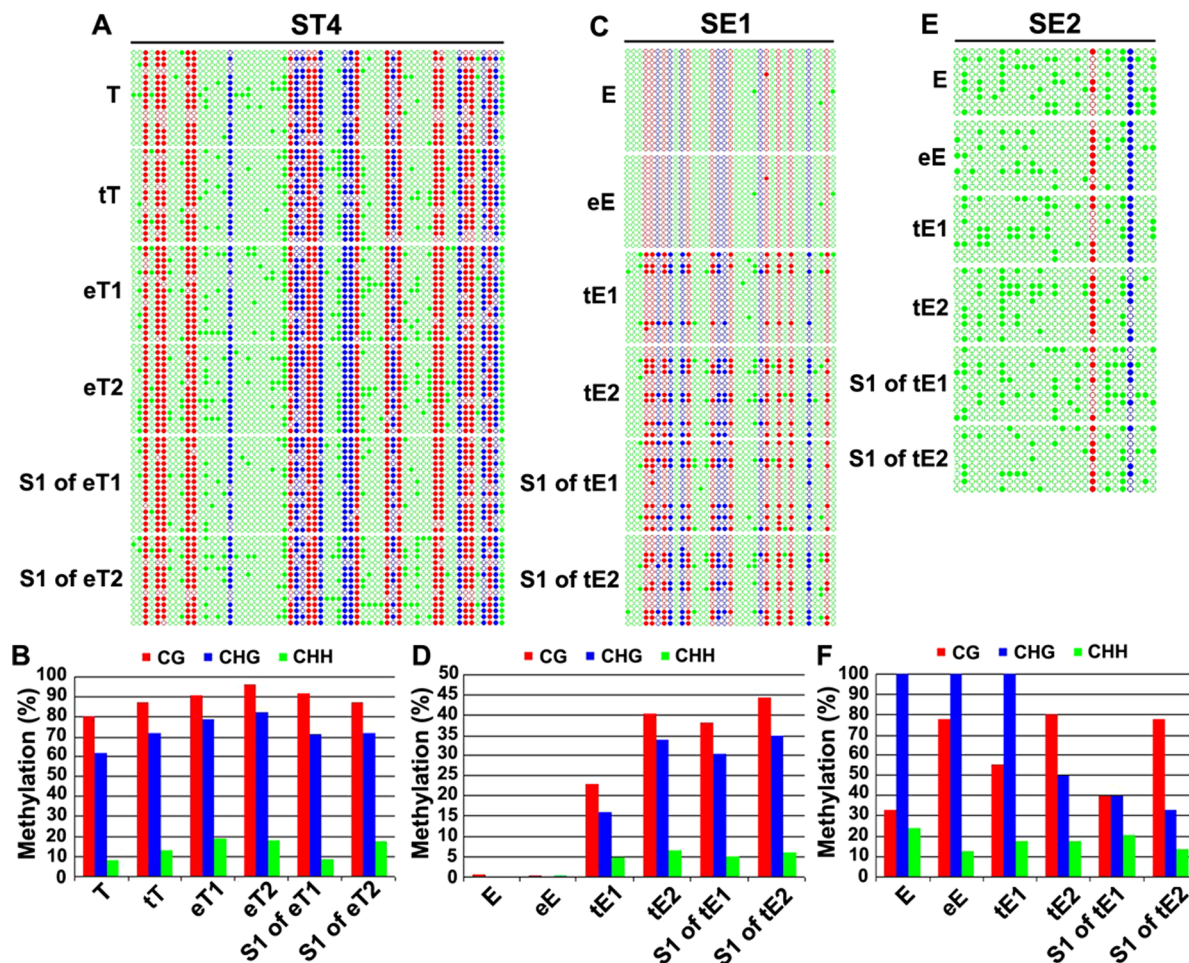 A
ST4
T
tT
eT1
eT2
S1 of eT1
S1 of eT2
C
SE1
E
eE
tE1
tE2
S1 of tE1
S1 of tE2
E
SE2
E
eE
tE1
tE2
S1 of tE1
S1 of tE2
B
CG CHG CHH
Methylation (%)
100
90
80
70
60
50
40
30
20
10
0
T
tT
eT1
eT2
S1 of eT1
S1 of eT2
D
CG CHG CHH
Methylation (%)
50
45
40
35
30
25
20
15
10
5
0
E
eE
tE1
tE2
S1 of tE1
S1 of tE2
F
CG CHG CHH
Methylation (%)
100
90
80
70
60
50
40
30
20
10
0
E
eE
tE1
tE2
S1 of tE1
S1 of tE2